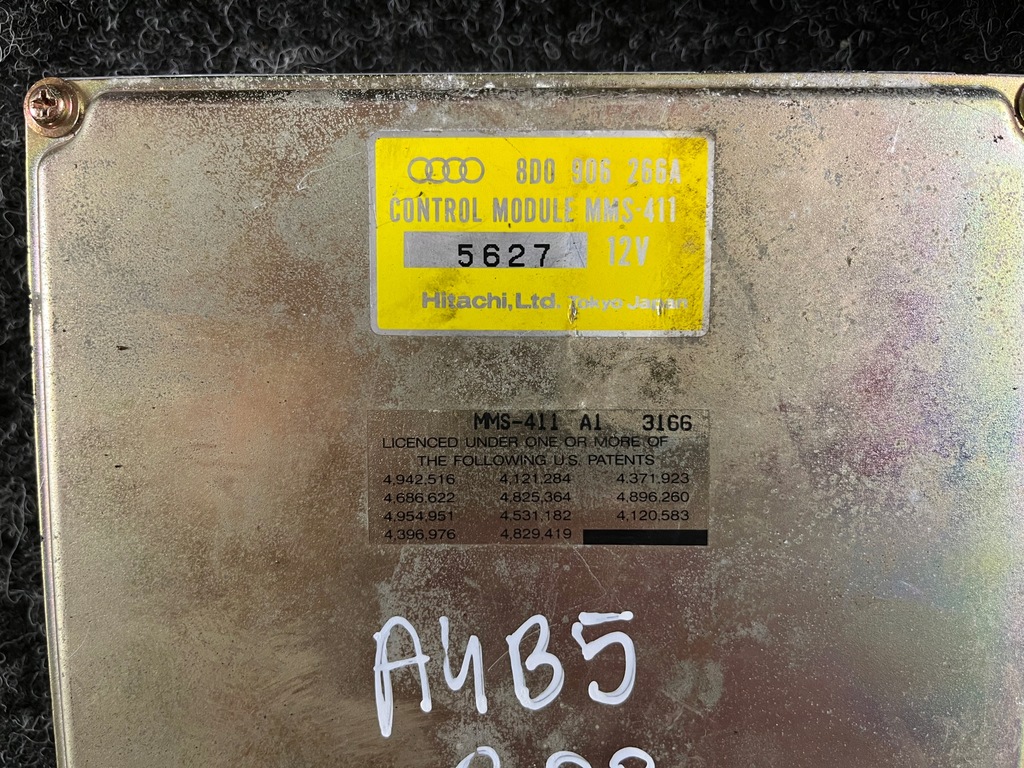 8D0 906 266A
CONTROL MODULE MMS-411
5627 12V
Hitachi, Ltd. Tokyo Japan
MMS-411 A1 3166
LICENCED UNDER ONE OR MORE OF
THE FOLLOWING U.S. PATENTS
4,942,516 4,121,284 4,371,923
4,686,622 4,825,364 4,896,260
4,954,951 4,531,182 4,120,583
4,396,976 4,829,419
A4B5